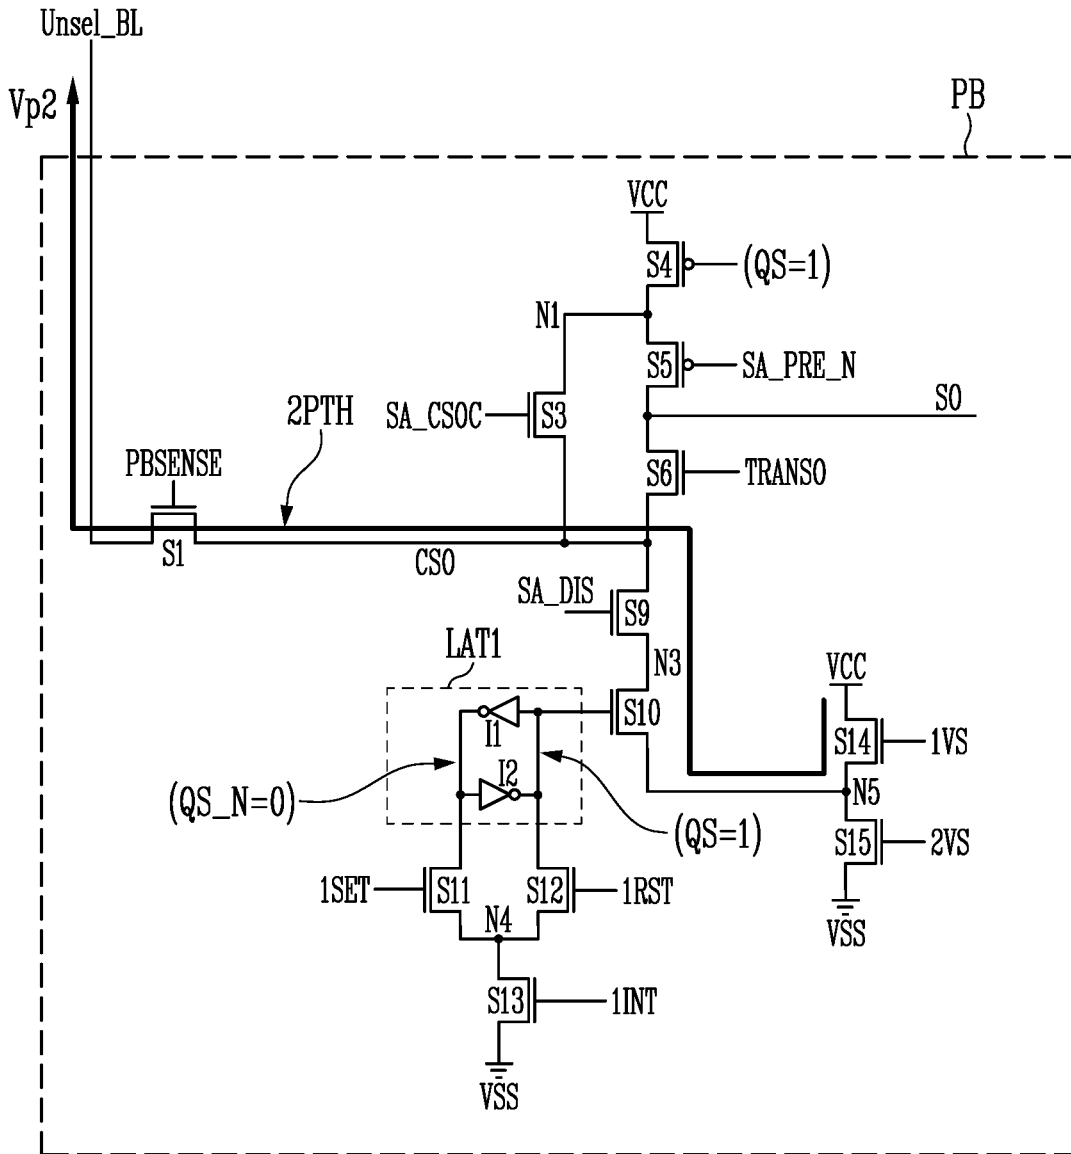 Unsel_BL
Vp2
PB
VCC
S4
(QS=1)
N1
S5
SA_PRE_N
SO
SA_CSOC
S3
2PTH
S6
TRANSO
PBSENSE
S1
CSO
SA_DIS
S9
LAT1
N3
VCC
S10
I1
S14
1VS
I2
N5
(QS_N=0)
(QS=1)
S15
2VS
1SET
S11
S12
1RST
N4
VSS
S13
1INT
VSS